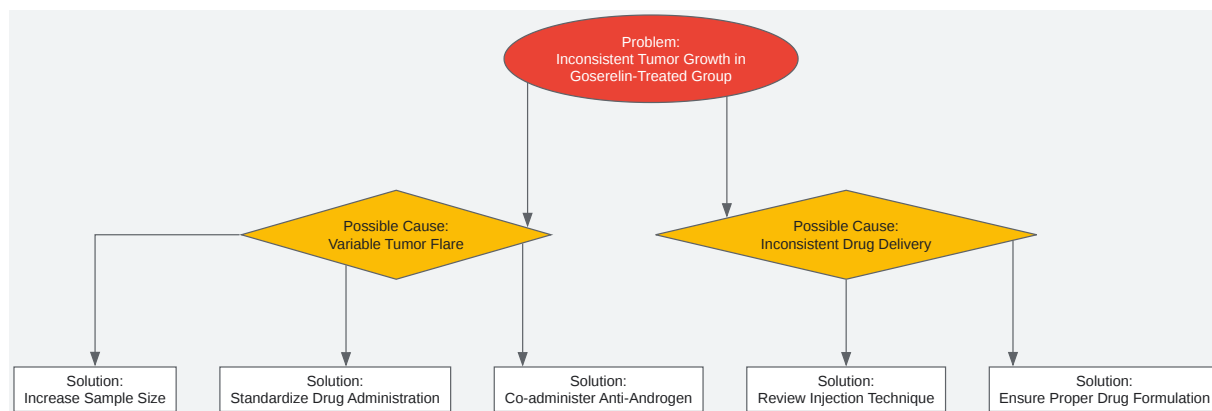 Problem:
Inconsistent Tumor Growth in
Goserelin-Treated Group
Possible Cause:
Variable Tumor Flare
Possible Cause:
Inconsistent Drug Delivery
Solution:
Increase Sample Size
Solution:
Standardize Drug Administration
Solution:
Co-administer Anti-Androgen
Solution:
Review Injection Technique
Solution:
Ensure Proper Drug Formulation